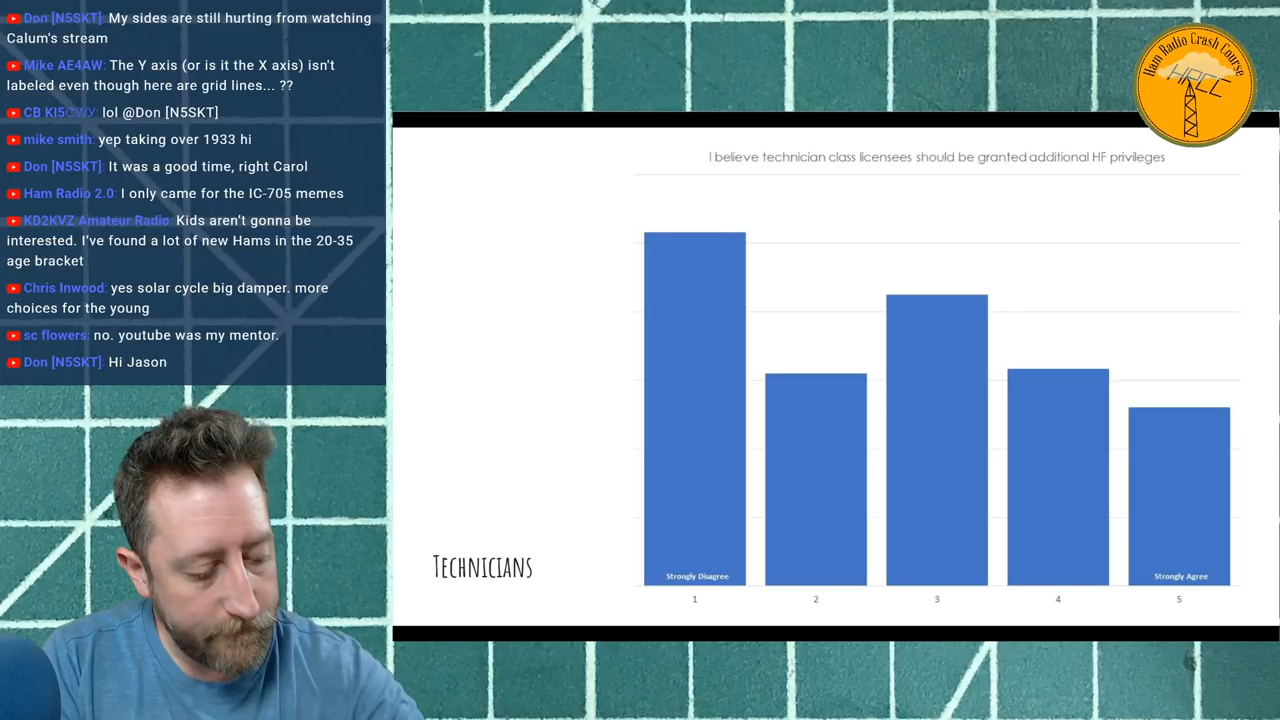 Don [N5SKT]: My sides are still hurting from watching
Calum's stream
Mike AE4AW: The Y axis (or is it the X axis) isn't
labeled even though here are grid lines... ??
CB KI5CWY: lol @Don [N5SKT]
mike smith: yep taking over 1933 hi
Don [N5SKT]: It was a good time, right Carol
Ham Radio 2.0: I only came for the IC-705 memes
KD2KVZ Amateur Radio: Kids aren't gonna be
interested. I've found a lot of new Hams in the 20-35
age bracket
Chris Inwood: yes solar cycle big damper. more
choices for the young
sc flowers: no. youtube was my mentor.
Don [N5SKT]: Hi Jason
Ham Radio Crash Course
HRCC
I believe technician class licensees should be granted additional HF privileges
Technicians
Strongly Disagree
Strongly Agree
1 2 3 4 5